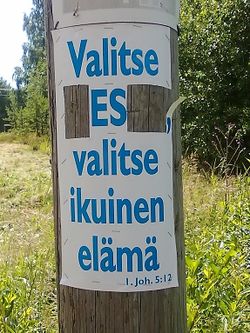 Valitse
ES,
valitse
ikuinen
elämä
1. Joh. 5:12